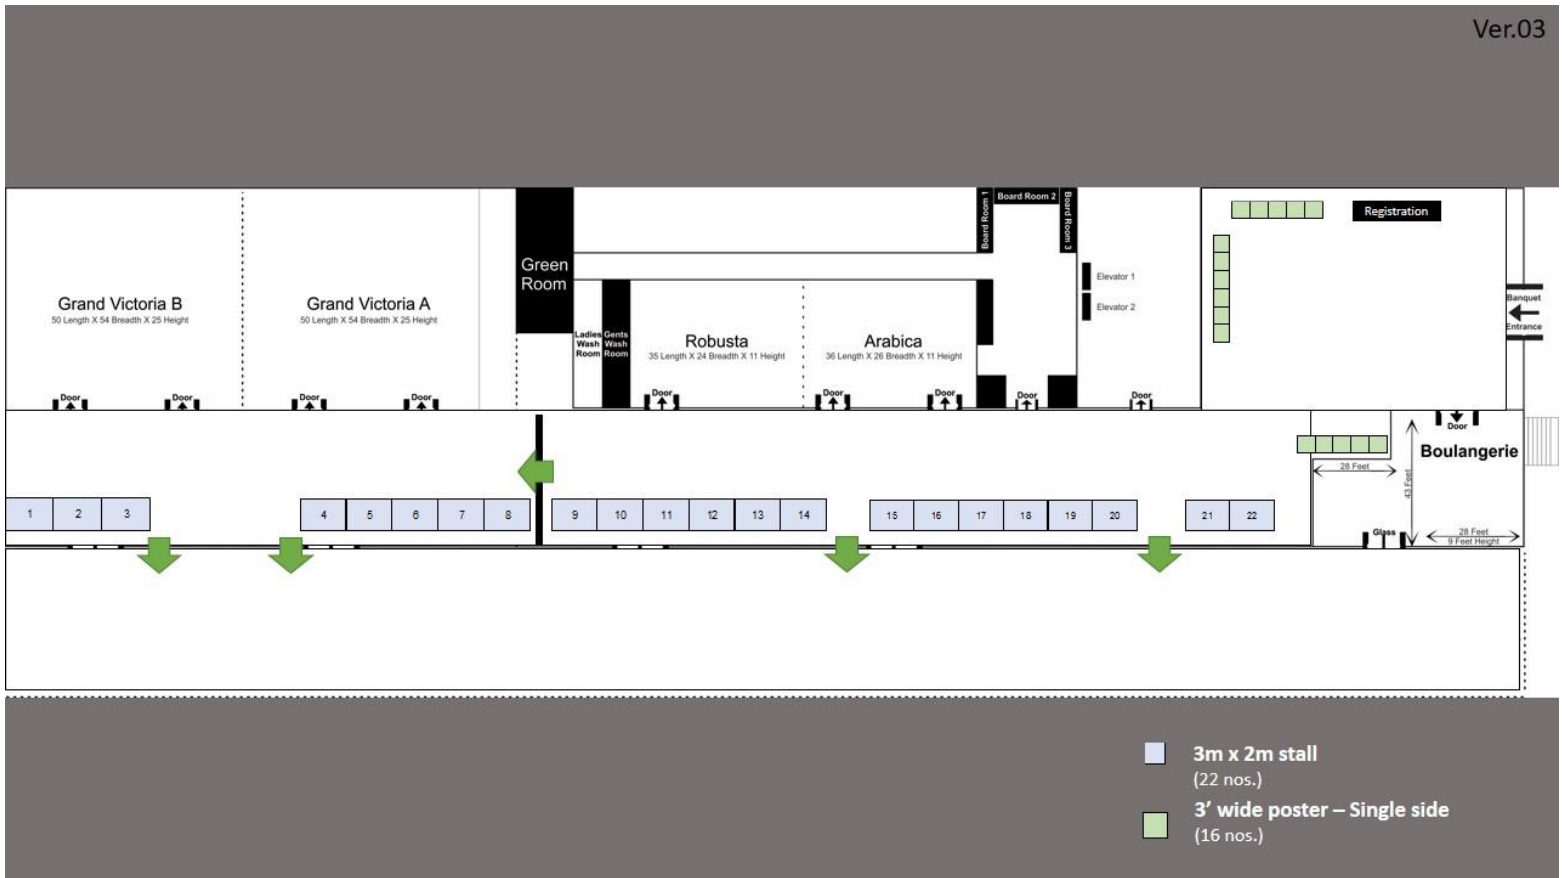 Ver.03
Board Room 1
Board Room 2
Board Room 3
Registration
Green
Room
Elevator 1
Elevator 2
Banquet
Entrance
Grand Victoria B
50 Length X 54 Breadth X 25 Height
Grand Victoria A
50 Length X 54 Breadth X 25 Height
Ladies
Wash
Room
Gents
Wash
Room
Robusta
35 Length X 24 Breadth X 11 Height
Arabica
36 Length X 26 Breadth X 11 Height
Door
Door
Door
Door
Door
Door
Door
Door
Door
Door
Boulangerie
28 Feet
43 Feet
1
2
3
4
5
6
7
8
9
10
11
12
13
14
15
16
17
18
19
20
21
22
Glass
28 Feet
9 Feet Height
3m x 2m stall
(22 nos.)
3’ wide poster – Single side
(16 nos.)